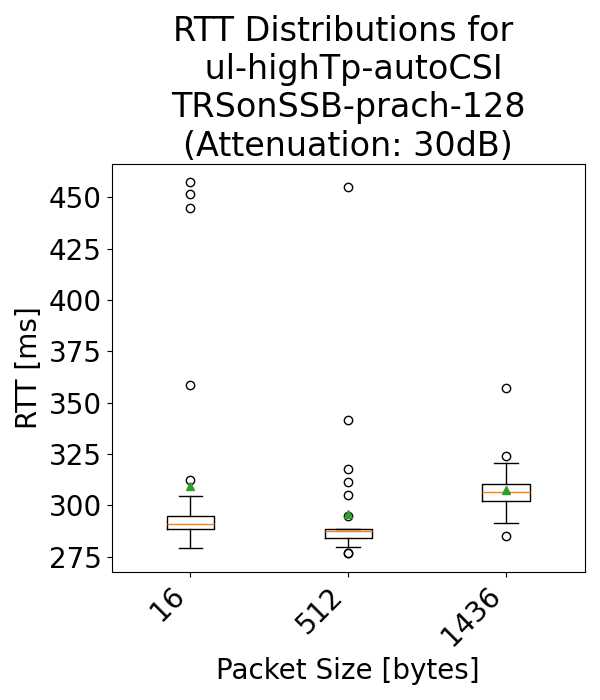 RTT Distributions for
ul-highTp-autoCSI
TRSonSSB-prach-128
(Attenuation: 30dB)
RTT [ms]
450
425
400
375
350
325
300
275
16
512
1436
Packet Size [bytes]